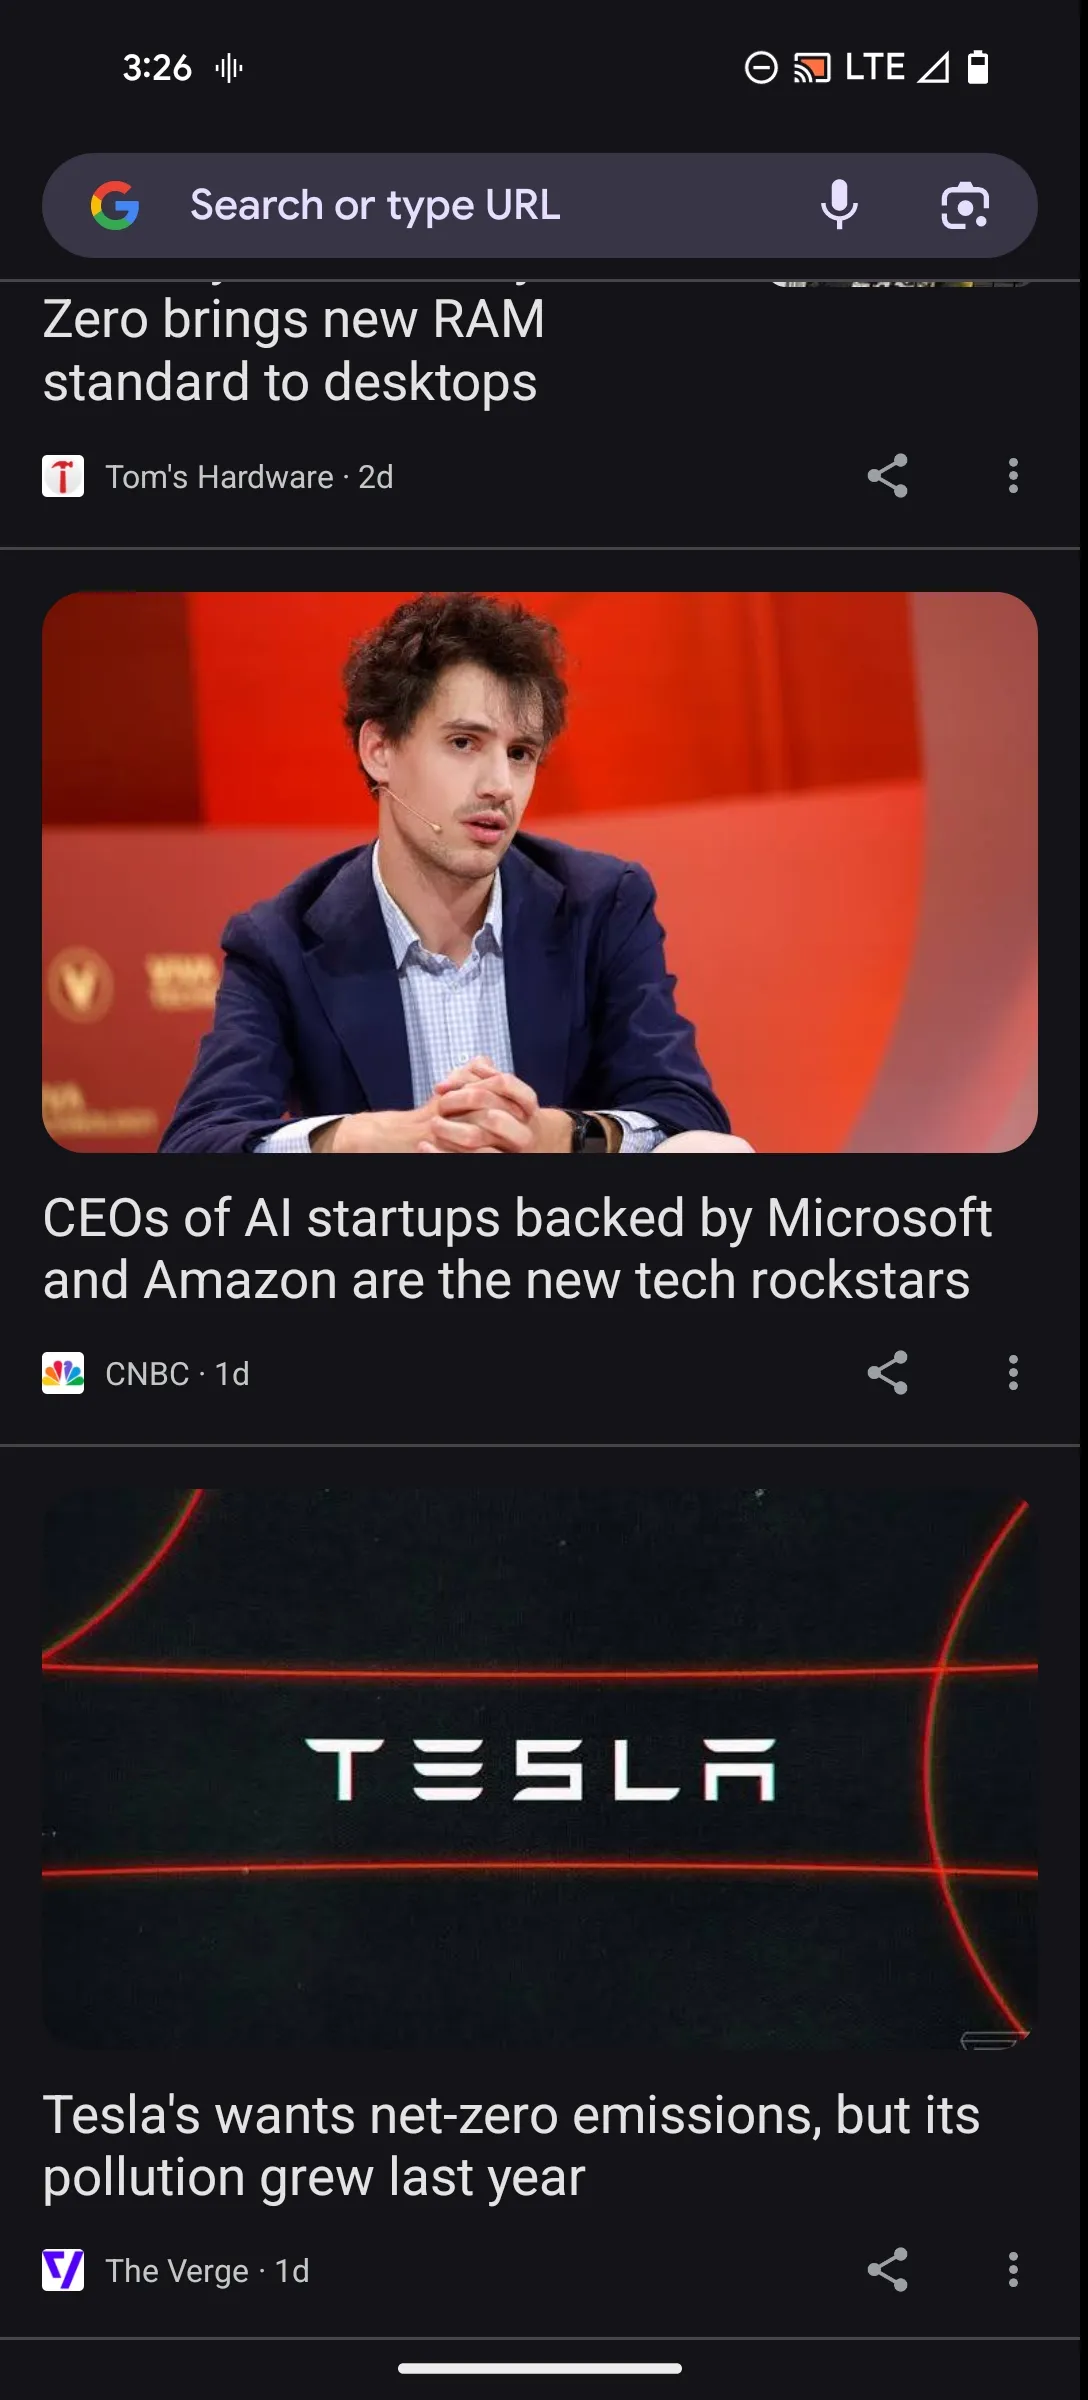 3:26
LTE
Search or type URL
Zero brings new RAM
standard to desktops
Tom's Hardware · 2d
V VIVA
CEOs of AI startups backed by Microsoft
and Amazon are the new tech rockstars
CNBC · 1d
TESLA
Tesla's wants net-zero emissions, but its
pollution grew last year
The Verge · 1d